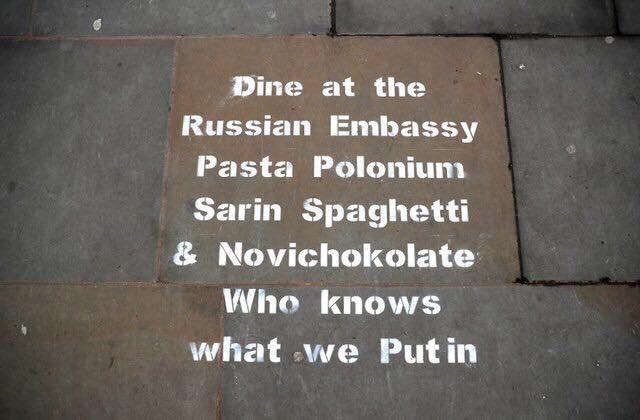 Dine at the
Russian Embassy
Pasta Polonium
Sarin Spaghetti
& Novichokolate
Who knows
what we Putin